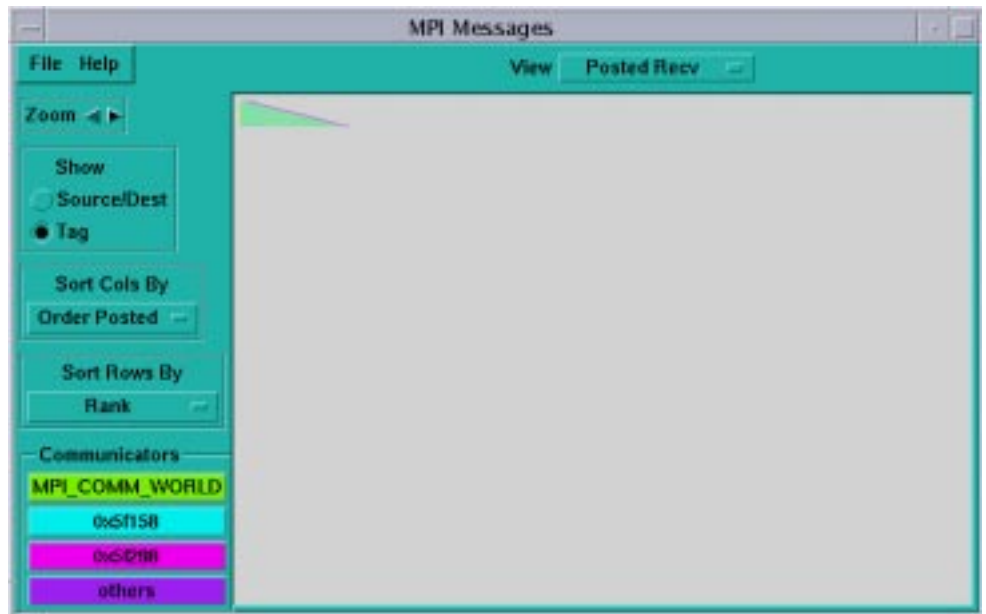 MPI Messages
File Help
View Posted Recv
Zoom
Show
Source/Dest
Tag
Sort Cols By
Order Posted
Sort Rows By
Rank
Communicators
MPI_COMM_WORLD
0x5f158
others